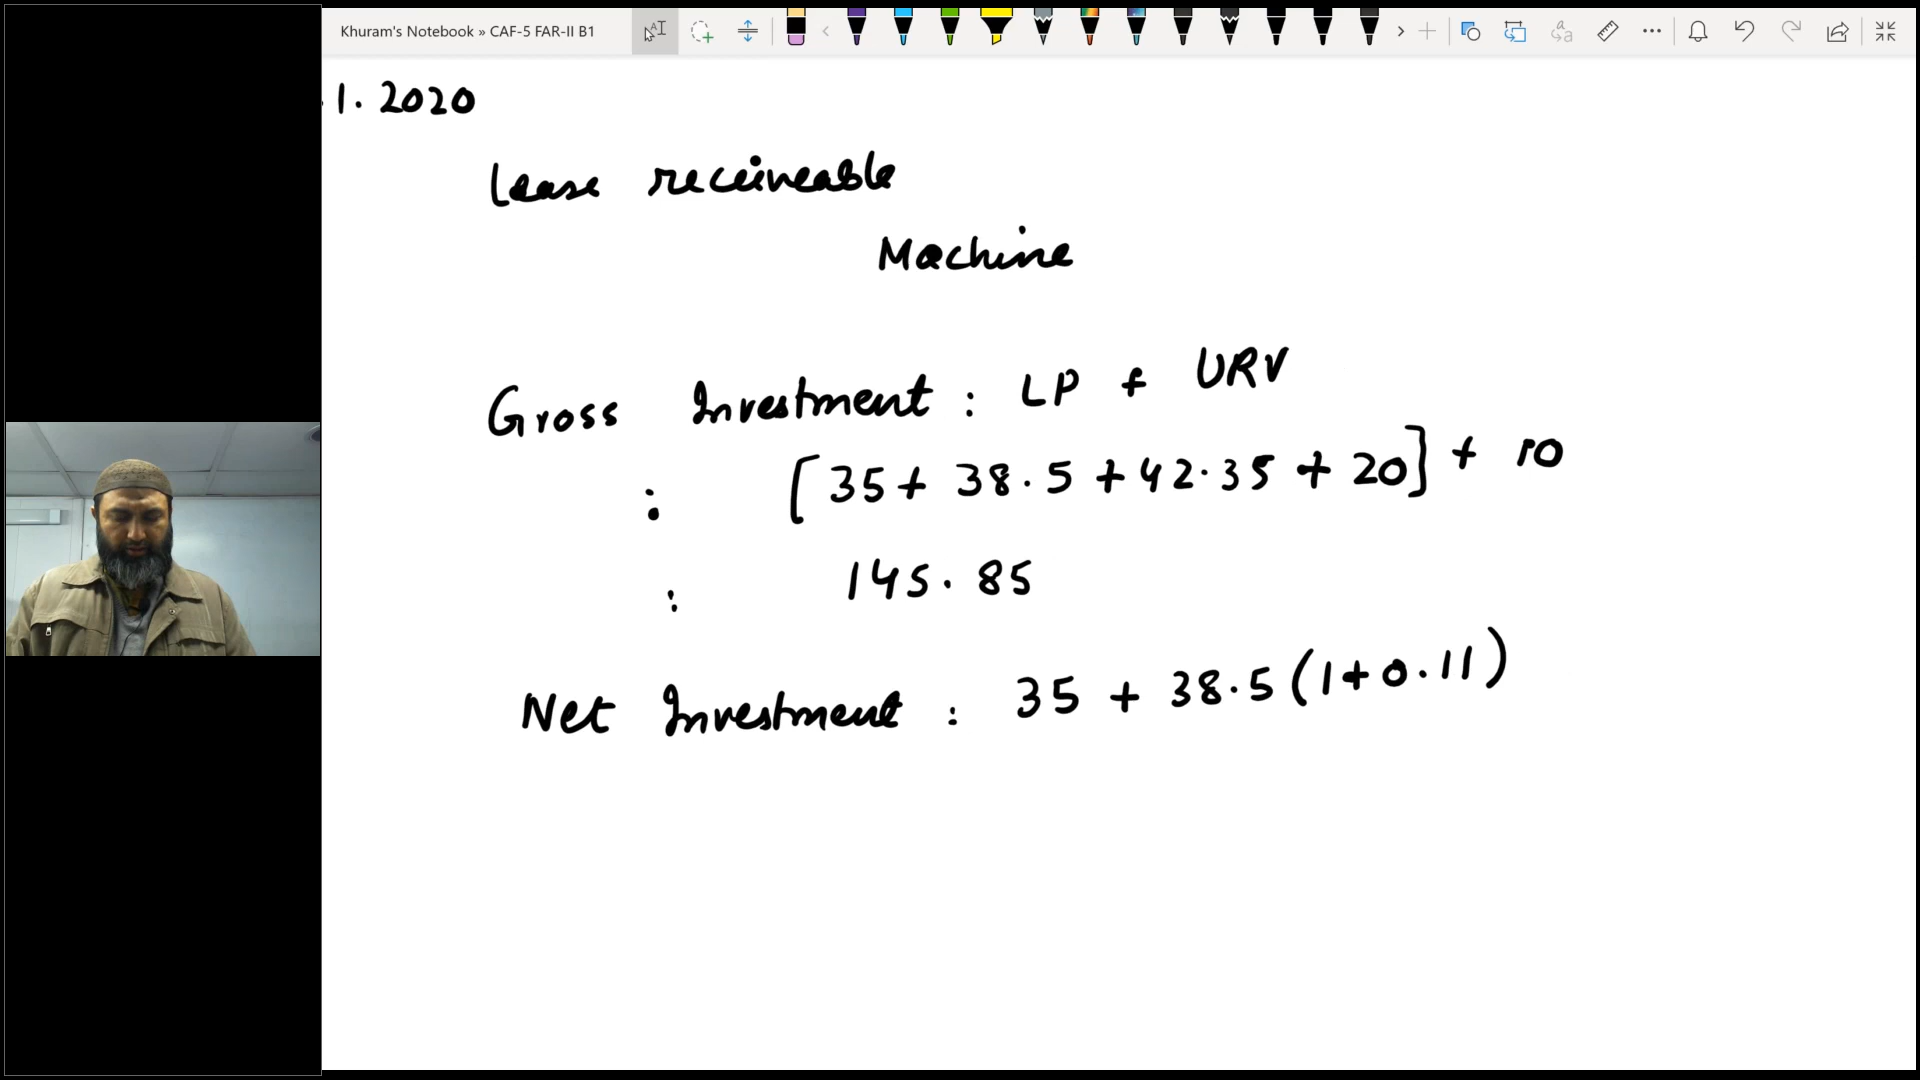 Khuram's Notebook » CAF-5 FAR-II B1
.1.2020
Lease receiveable
Machine
Gross Investment : LP + URV
: [35 + 38.5 + 42.35 + 20] + 10
: 145.85
Net Investment : 35 + 38.5 (1+0.11)